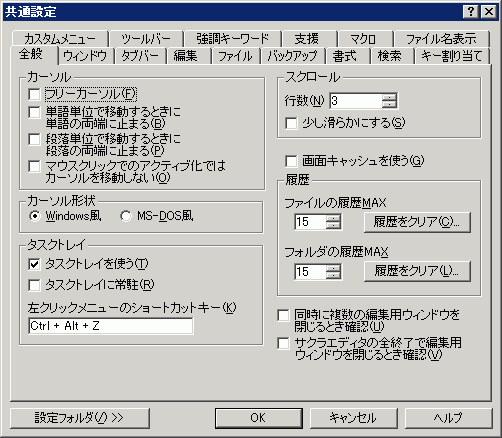 共通設定
カスタムメニュー ツールバー 強調キーワード 支援 マクロ ファイル名表示
全般 ウィンドウ タブバー 編集 ファイル バックアップ 書式 検索 キー割り当て
カーソル
フリーカーソル(F)
単語単位で移動するときに
単語の両端に止まる(B)
段落単位で移動するときに
段落の両端に止まる(P)
マウスクリックでのアクティブ化では
カーソルを移動しない(O)
カーソル形状
Windows風 MS-DOS風
タスクトレイ
タスクトレイを使う(T)
タスクトレイに常駐(R)
左クリックメニューのショートカットキー(K)
Ctrl + Alt + Z
スクロール
行数(N) 3
少し滑らかにする(S)
画面キャッシュを使う(G)
履歴
ファイルの履歴MAX
15 履歴をクリア(C)...
フォルダの履歴MAX
15 履歴をクリア(L)...
同時に複数の編集用ウィンドウを
閉じるとき確認(U)
サクラエディタの全終了で編集用
ウィンドウを閉じるとき確認(V)
設定フォルダ(/) >> OK キャンセル ヘルプ